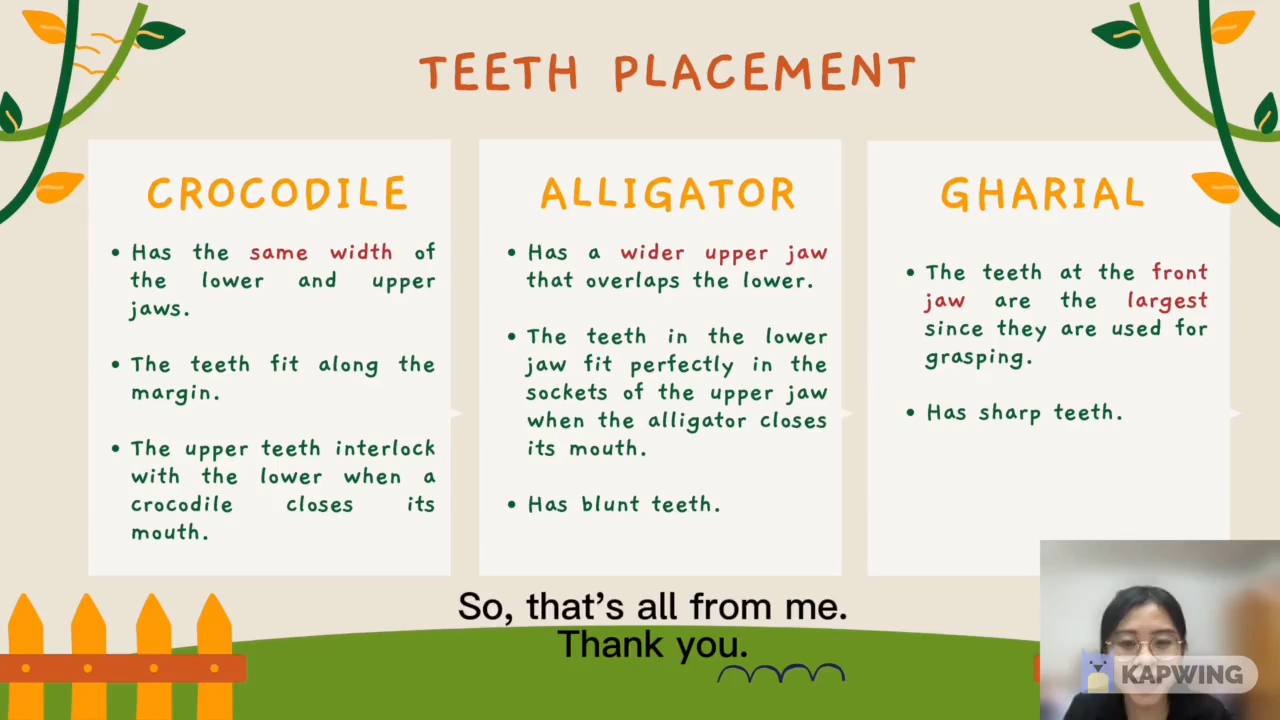 TEETH PLACEMENT
CROCODILE
• Has the same width of
the lower and upper
jaws.
• The teeth fit along the
margin.
• The upper teeth interlock
with the lower when a
crocodile closes its
mouth.
ALLIGATOR
• Has a wider upper jaw
that overlaps the lower.
• The teeth in the lower
jaw fit perfectly in the
sockets of the upper jaw
when the alligator closes
its mouth.
• Has blunt teeth.
GHARIAL
• The teeth at the front
jaw are the largest
since they are used for
grasping.
• Has sharp teeth.
So, that's all from me.
Thank you.
KAPWING